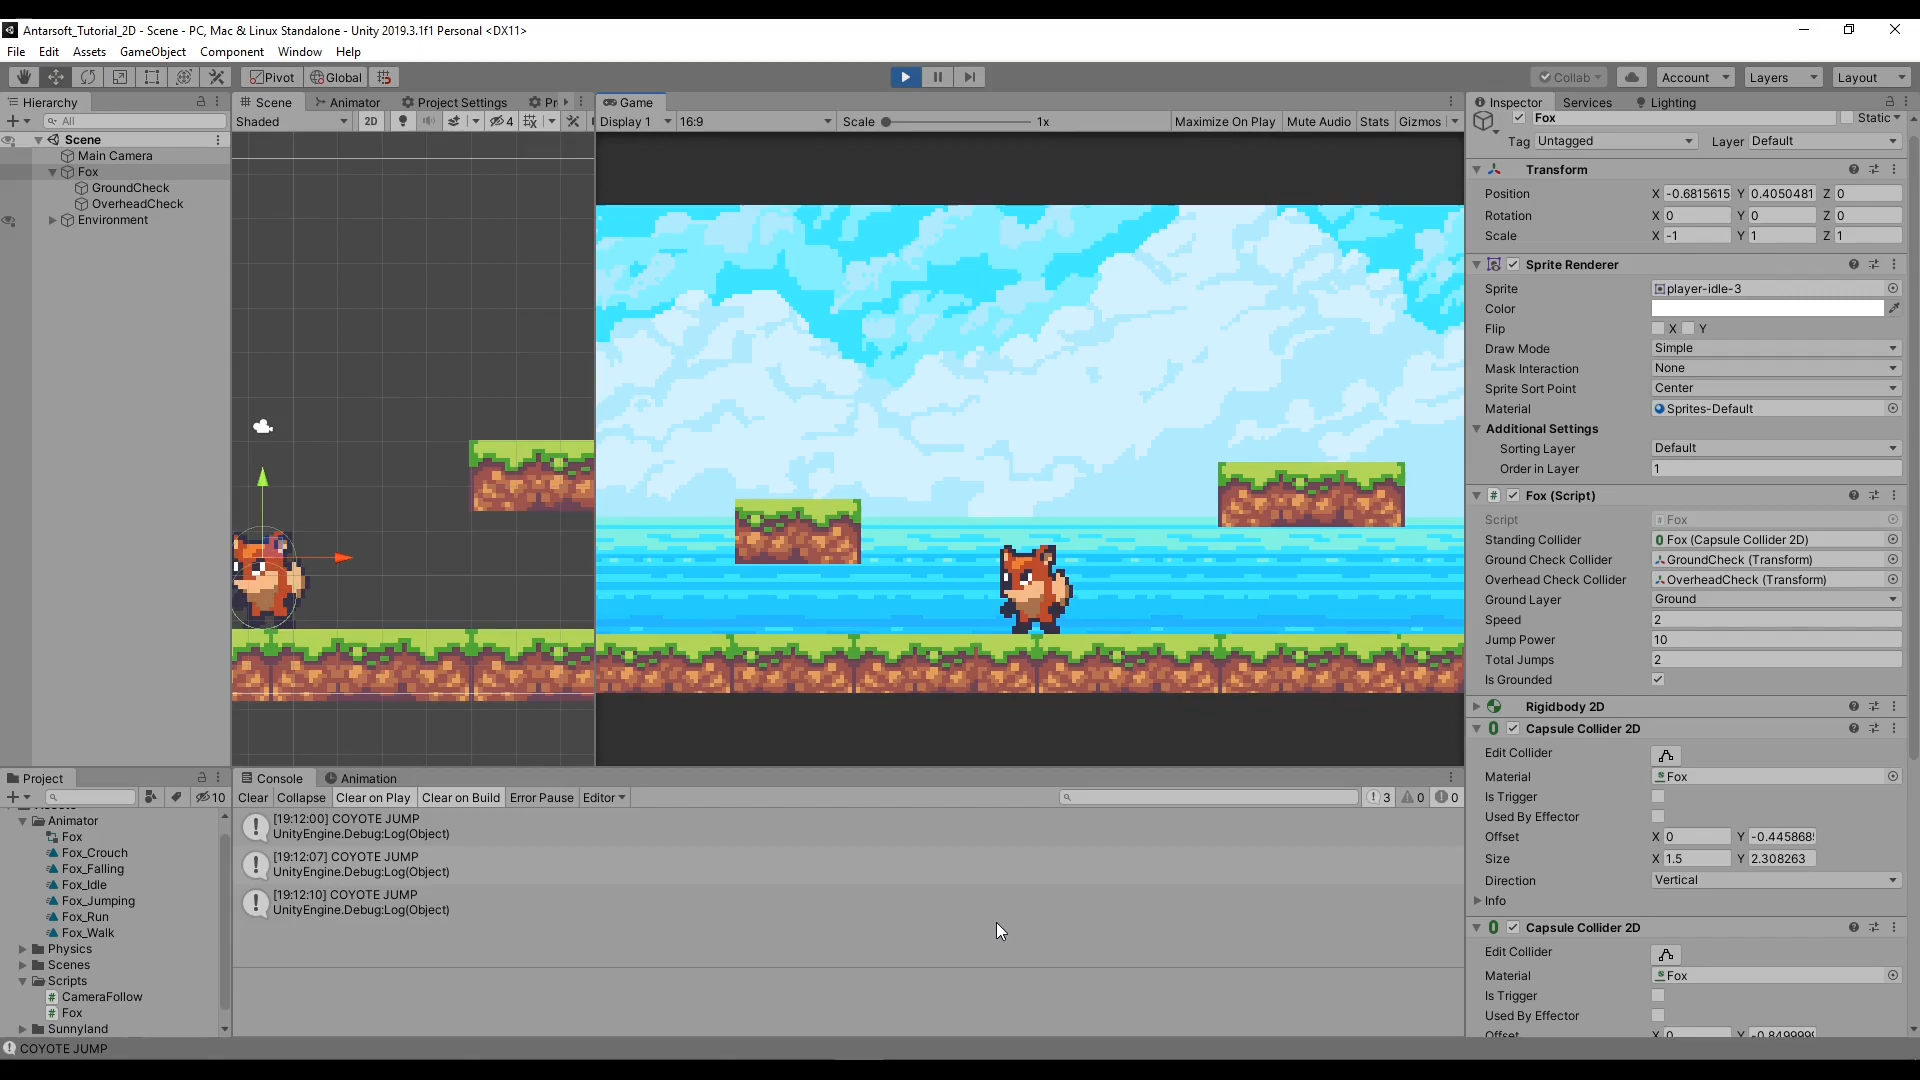 Antarsoft_Tutorial_2D - Scene - PC, Mac & Linux Standalone - Unity 2019.3.1f1 Personal <DX11>
File Edit Assets GameObject Component Window Help
Pivot Global Collab Account Layers Layout
Hierarchy
All
Scene
Main Camera
Fox
GroundCheck
OverheadCheck
Environment
Scene Animator Project Settings Pr
Shaded 2D 4
Game
Display 1 16:9 Scale 1x Maximize On Play Mute Audio Stats Gizmos
Inspector Services Lighting
Fox Static
Tag Untagged Layer Default
Transform
Position X -0.6815615 Y 0.4050481 Z 0
Rotation X 0 Y 0 Z 0
Scale X -1 Y 1 Z 1
Sprite Renderer
Sprite player-idle-3
Color
Flip X Y
Draw Mode Simple
Mask Interaction None
Sprite Sort Point Center
Material Sprites-Default
Additional Settings
Sorting Layer Default
Order in Layer 1
# Fox (Script)
Script # Fox
Standing Collider Fox (Capsule Collider 2D)
Ground Check Collider GroundCheck (Transform)
Overhead Check Collider OverheadCheck (Transform)
Ground Layer Ground
Speed 2
Jump Power 10
Total Jumps 2
Is Grounded
Rigidbody 2D
Capsule Collider 2D
Edit Collider
Material Fox
Is Trigger
Used By Effector
Offset X 0 Y -0.445868
Size X 1.5 Y 2.308263
Direction Vertical
Info
Capsule Collider 2D
Edit Collider
Material Fox
Is Trigger
Used By Effector
Offset X 0 Y -0.849999
Project
10
Assets
Animator
Fox
Fox_Crouch
Fox_Falling
Fox_Idle
Fox_Jumping
Fox_Run
Fox_Walk
Physics
Scenes
Scripts
# CameraFollow
# Fox
Sunnyland
Console Animation
Clear Collapse Clear on Play Clear on Build Error Pause Editor 3 0 0
[19:12:00] COYOTE JUMP
UnityEngine.Debug:Log(Object)
[19:12:07] COYOTE JUMP
UnityEngine.Debug:Log(Object)
[19:12:10] COYOTE JUMP
UnityEngine.Debug:Log(Object)
COYOTE JUMP